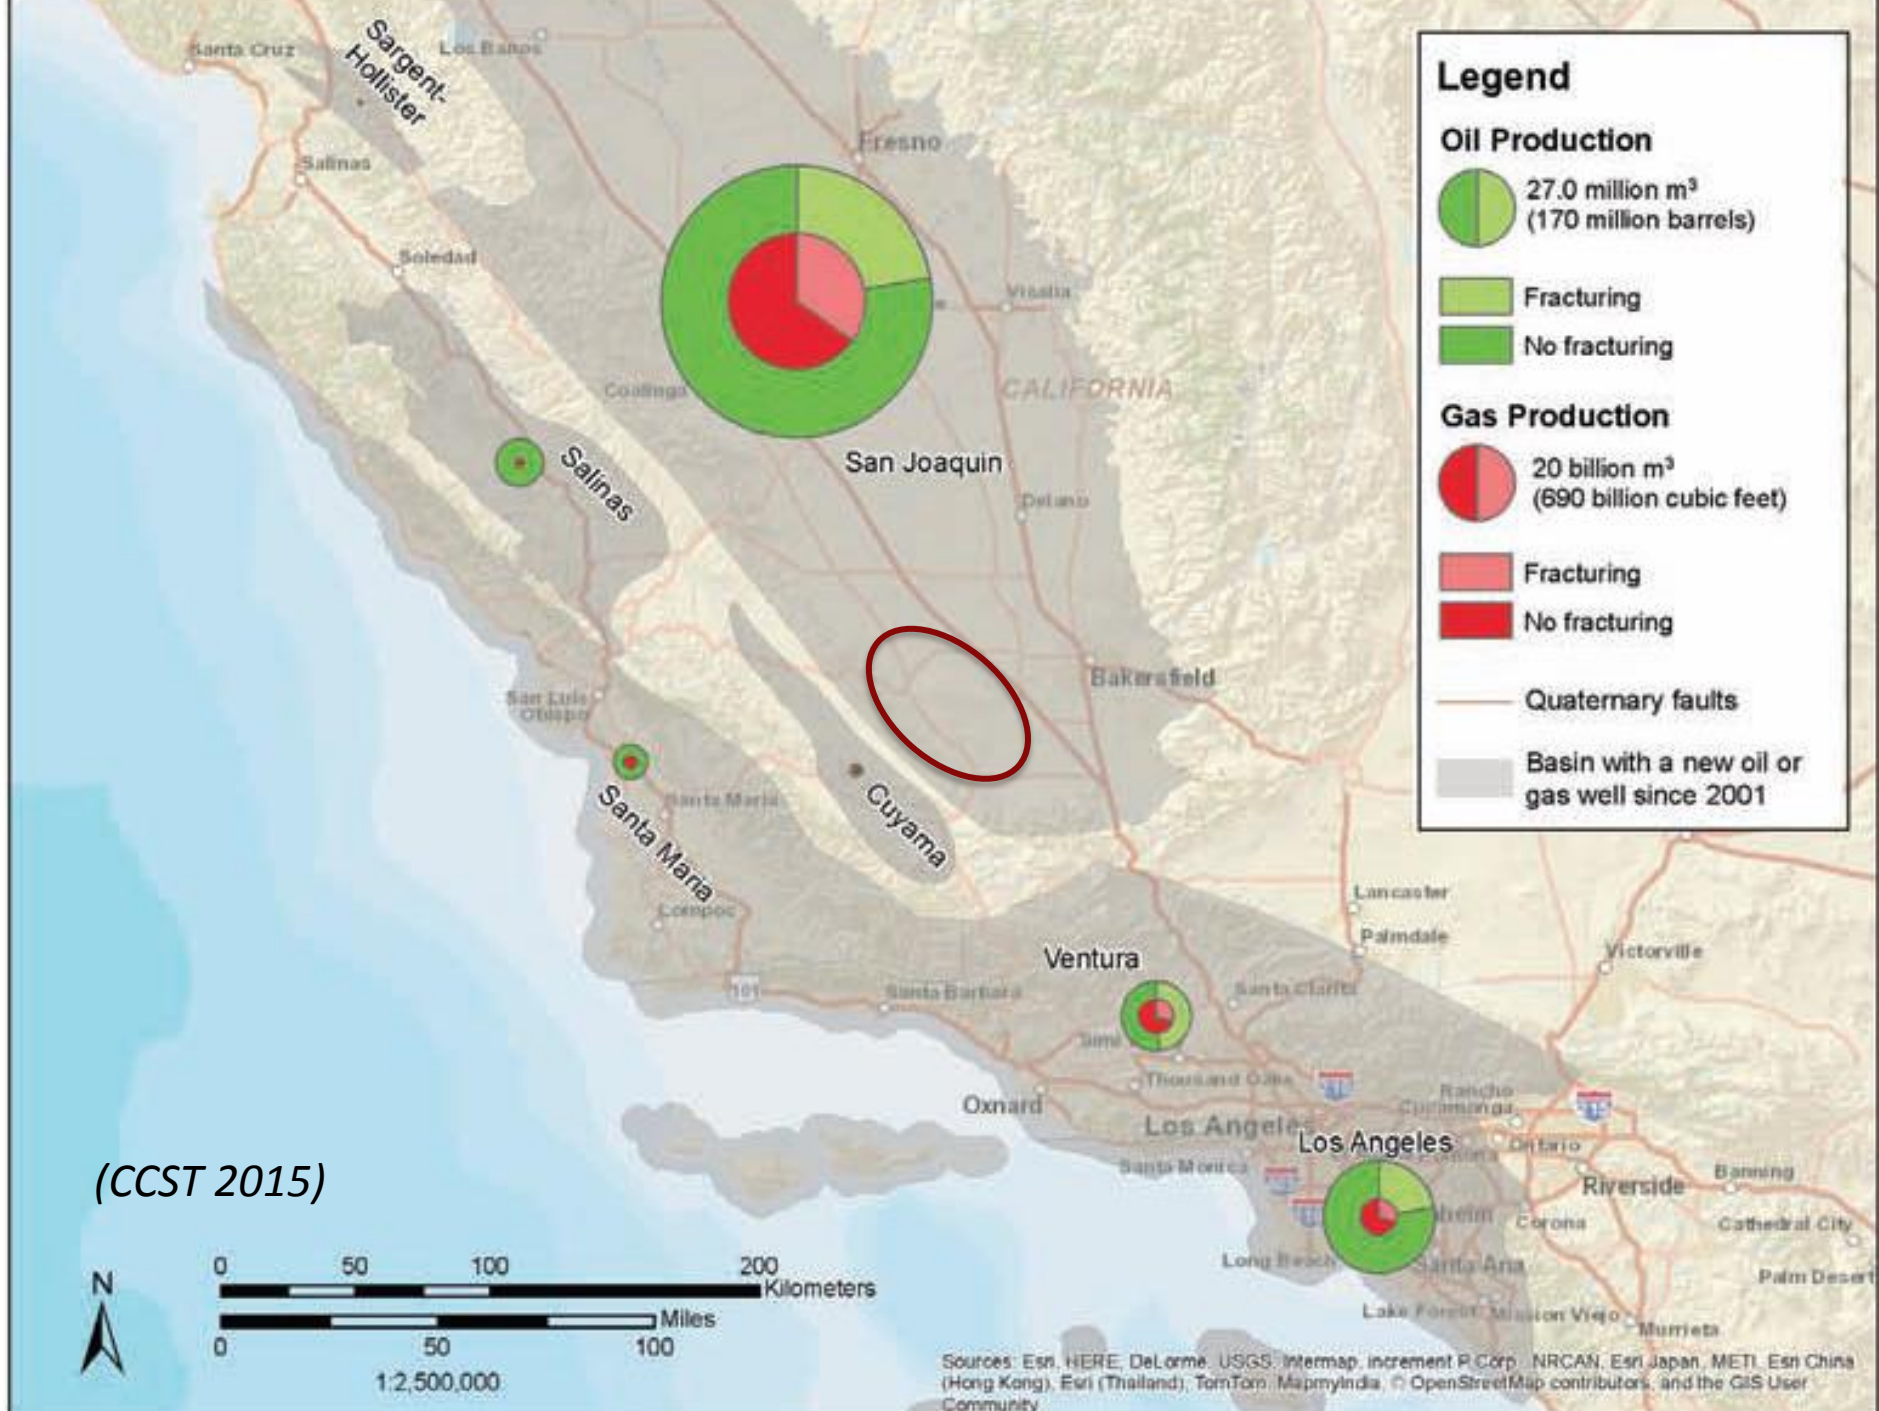 Santa Cruz
Sargent-
Hollister
Los Banos
Salinas
Fresno
Soledad
Visalia
Coalinga
CALIFORNIA
Salinas
San Joaquin
Delano
San Luis
Obispo
Bakersfield
Santa Maria
Santa Maria
Cuyama
Lompoc
Lancaster
Palmdale
Victorville
Ventura
101
Santa Barbara
Santa Clarita
Simi
Thousand Oaks
Oxnard
Rancho
Cucamonga
Los Angeles
Los Angeles
Ontario
Santa Monica
Riverside
Banning
Corona
Cathedral City
Long Beach
Santa Ana
Palm Desert
Lake Forest
Mission Viejo
Murrieta
Legend
Oil Production
27.0 million m³
(170 million barrels)
Fracturing
No fracturing
Gas Production
20 billion m³
(690 billion cubic feet)
Fracturing
No fracturing
Quaternary faults
Basin with a new oil or
gas well since 2001
(CCST 2015)
N
0 50 100 200
Kilometers
Miles
0 50 100
1:2,500,000
Sources: Esri, HERE, DeLorme, USGS, Intermap, increment P Corp., NRCAN, Esri Japan, METI, Esri China
(Hong Kong), Esri (Thailand), TomTom, MapmyIndia, © OpenStreetMap contributors, and the GIS User
Community